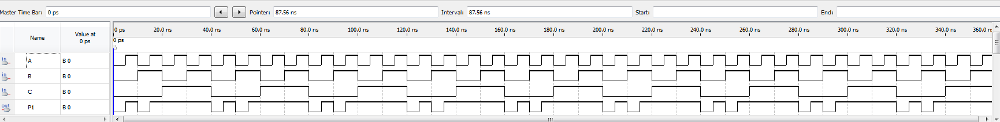 Master Time Bar: 0 ps Pointer: 87.56 ns Interval: 87.56 ns Start: End:
Name Value at 0 ps
0 ps 20.0 ns 40.0 ns 60.0 ns 80.0 ns 100.0 ns 120.0 ns 140.0 ns 160.0 ns 180.0 ns 200.0 ns 220.0 ns 240.0 ns 260.0 ns 280.0 ns 300.0 ns 320.0 ns 340.0 ns 360.0 ns
0 ps
in A B 0
in B B 0
in C B 0
out P1 B 0